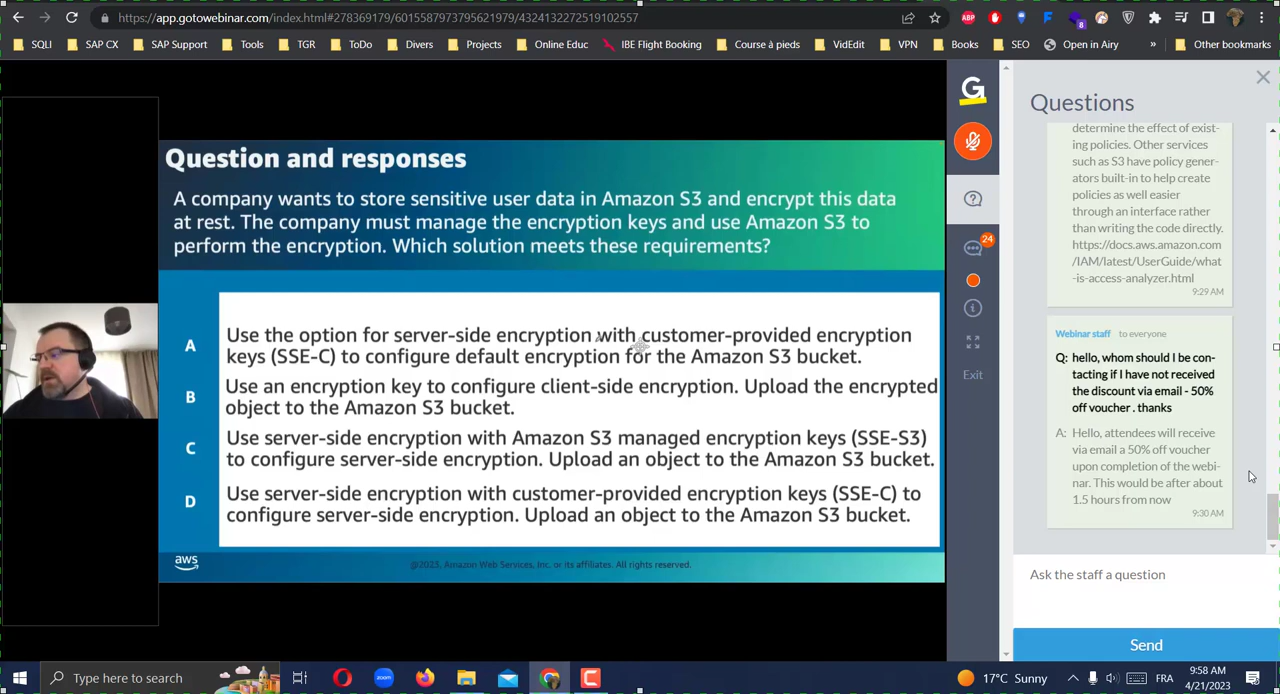 https://app.gotowebinar.com/index.html#278369179/6015587973795621979/4324132272519102557
ABP
F
8
SQLI
SAP CX
SAP Support
Tools
TGR
ToDo
Divers
Projects
Online Educ
IBE Flight Booking
Course à pieds
VidEdit
VPN
Books
SEO
Open in Airy
»
Other bookmarks
Question and responses
A company wants to store sensitive user data in Amazon S3 and encrypt this data
at rest. The company must manage the encryption keys and use Amazon S3 to
perform the encryption. Which solution meets these requirements?
A
Use the option for server-side encryption with customer-provided encryption
keys (SSE-C) to configure default encryption for the Amazon S3 bucket.
B
Use an encryption key to configure client-side encryption. Upload the encrypted
object to the Amazon S3 bucket.
C
Use server-side encryption with Amazon S3 managed encryption keys (SSE-S3)
to configure server-side encryption. Upload an object to the Amazon S3 bucket.
D
Use server-side encryption with customer-provided encryption keys (SSE-C) to
configure server-side encryption. Upload an object to the Amazon S3 bucket.
aws
@2023, Amazon Web Services, Inc. or its affiliates. All rights reserved.
G
24
Exit
Questions
determine the effect of exist-
ing policies. Other services
such as S3 have policy gener-
ators built-in to help create
policies as well easier
through an interface rather
than writing the code directly.
https://docs.aws.amazon.com
/IAM/latest/UserGuide/what
-is-access-analyzer.html
9:29 AM
Webinar staff to everyone
Q: hello, whom should I be con-
tacting if I have not received
the discount via email - 50%
off voucher . thanks
A: Hello, attendees will receive
via email a 50% off voucher
upon completion of the webi-
nar. This would be after about
1.5 hours from now
9:30 AM
Ask the staff a question
Send
Type here to search
zoom
17°C Sunny
FR
9:58 AM
4/21/2023